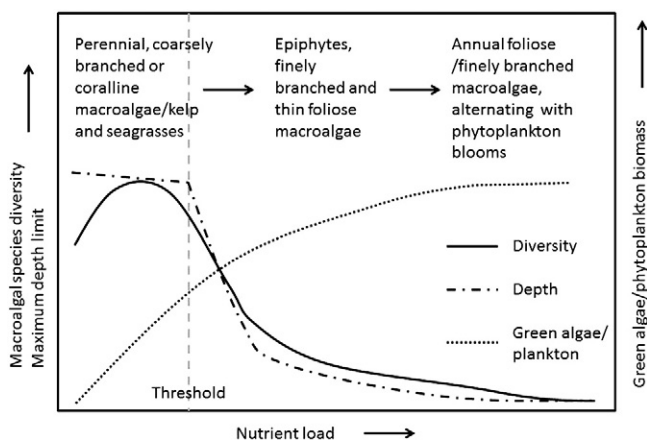 Perennial, coarsely
branched or
coralline
macroalgae/kelp
and seagrasses
Epiphytes,
finely
branched and
thin foliose
macroalgae
Annual foliose
/finely branched
macroalgae,
alternating with
phytoplankton
blooms
Macroalgal species diversity
Maximum depth limit
Green algae/phytoplankton biomass
Diversity
Depth
Green algae/
plankton
Threshold
Nutrient load